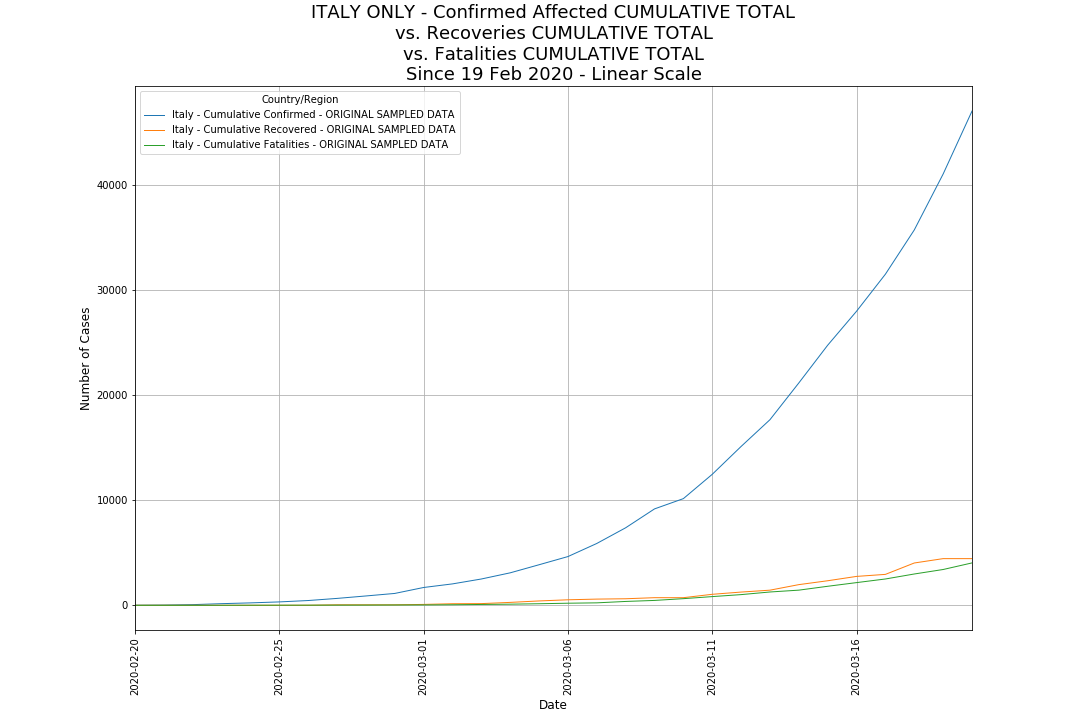 ITALY ONLY - Confirmed Affected CUMULATIVE TOTAL
vs. Recoveries CUMULATIVE TOTAL
vs. Fatalities CUMULATIVE TOTAL
Since 19 Feb 2020 - Linear Scale
Country/Region
Italy - Cumulative Confirmed - ORIGINAL SAMPLED DATA
Italy - Cumulative Recovered - ORIGINAL SAMPLED DATA
Italy - Cumulative Fatalities - ORIGINAL SAMPLED DATA
Number of Cases
40000
30000
20000
10000
0
2020-02-20
2020-02-25
2020-03-01
2020-03-06
2020-03-11
2020-03-16
Date